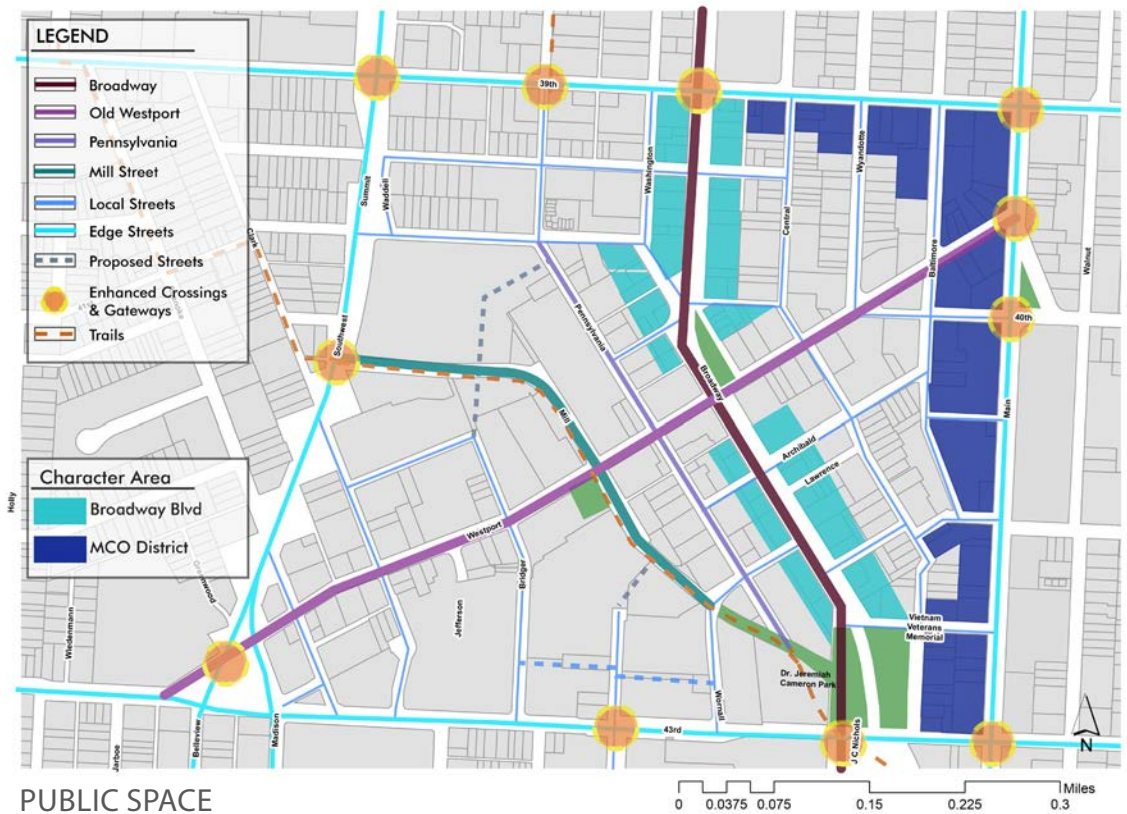 LEGEND
Broadway
Old Westport
Pennsylvania
Mill Street
Local Streets
Edge Streets
Proposed Streets
Enhanced Crossings
& Gateways
Trails
Character Area
Broadway Blvd
MCO District
39th
Washington
Central
Wyandotte
Baltimore
Walnut
Summit
Waddell
Clark
Southwest
Pennsylvania
Broadway
40th
Main
Mill
Archibald
Lawrence
Holly
Westport
Bridger
Jefferson
Wiedenmann
Vietnam
Veterans
Memorial
Dr. Jeremiah
Cameron Park
Wornall
43rd
J C Nichols
Jarboe
Belleview
Madison
N
PUBLIC SPACE
0 0.0375 0.075 0.15 0.225 0.3
Miles